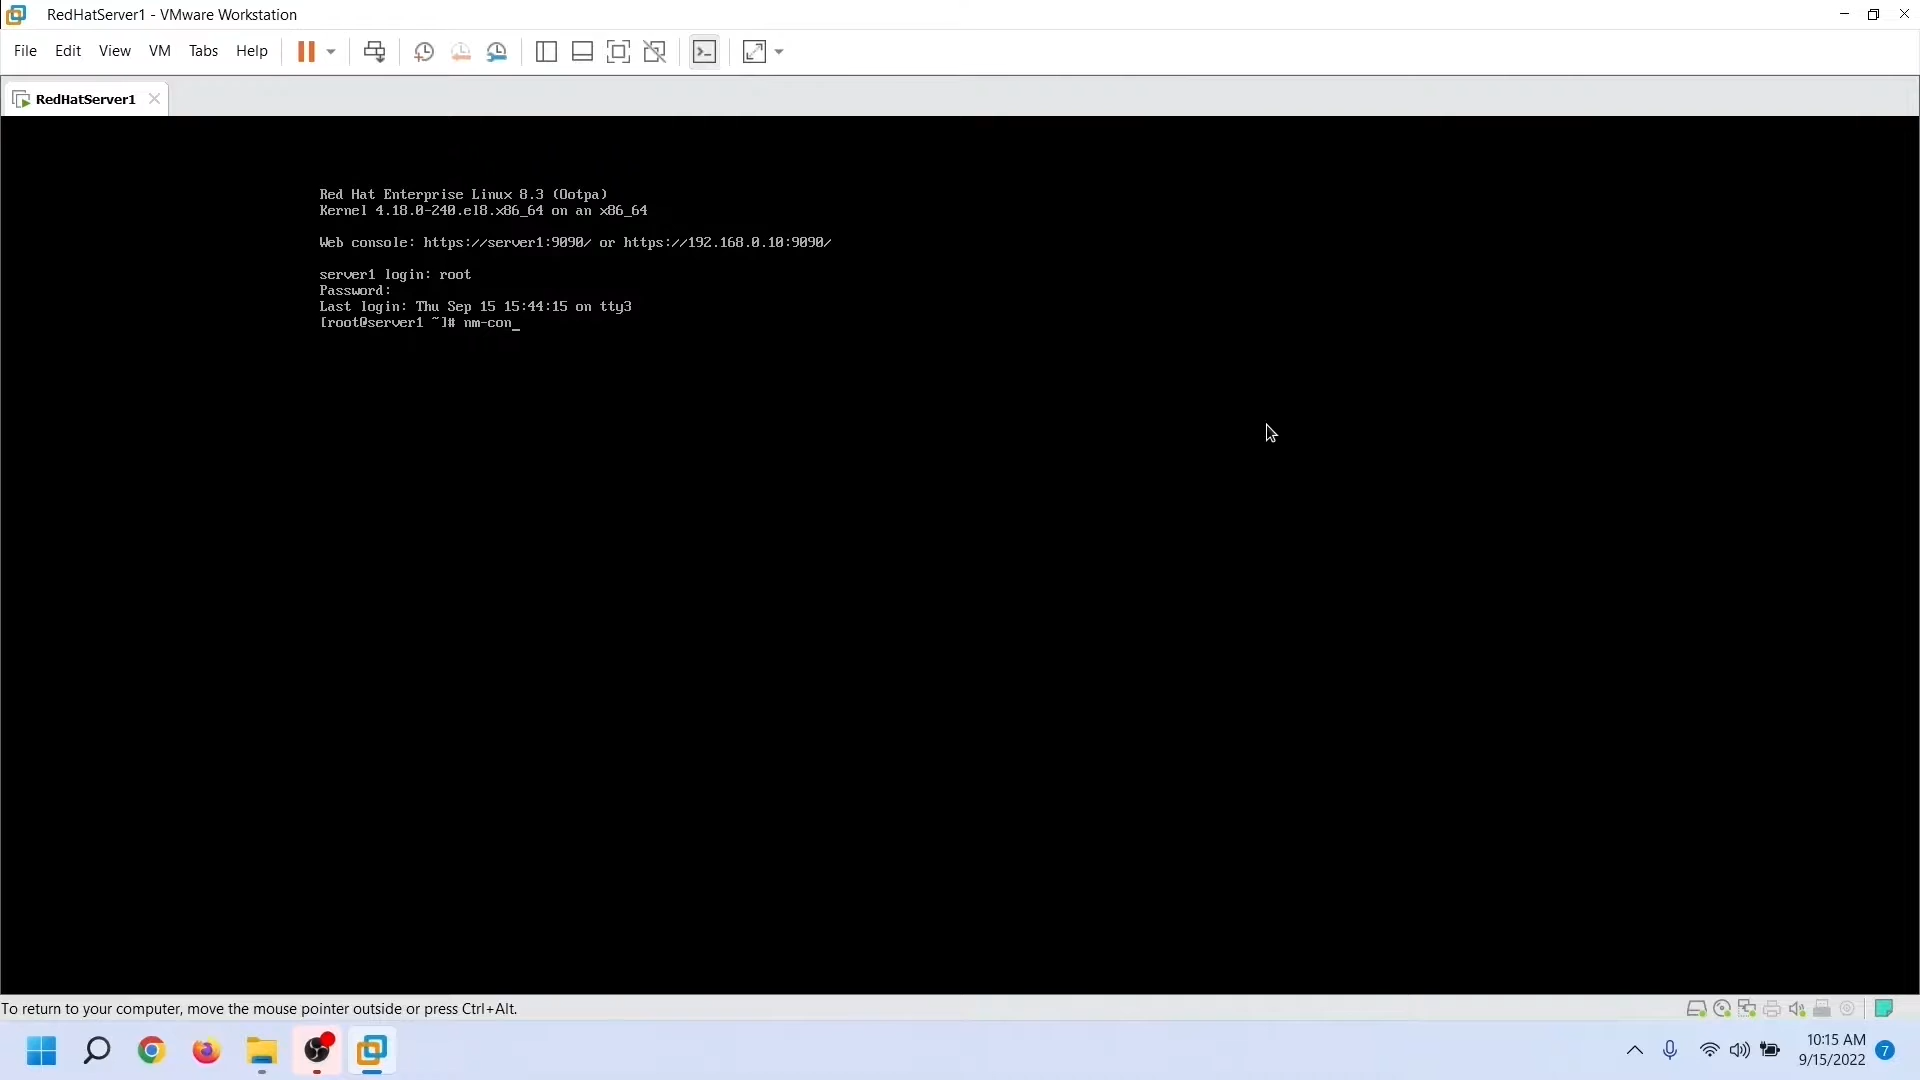 RedHatServer1 - VMware Workstation
File Edit View VM Tabs Help
RedHatServer1
Red Hat Enterprise Linux 8.3 (Ootpa)
Kernel 4.18.0-240.el8.x86_64 on an x86_64
Web console: https://server1:9090/ or https://192.168.0.10:9090/
server1 login: root
Password:
Last login: Thu Sep 15 15:44:15 on tty3
[root@server1 ~]# nm-con_
To return to your computer, move the mouse pointer outside or press Ctrl+Alt.
10:15 AM
9/15/2022
7